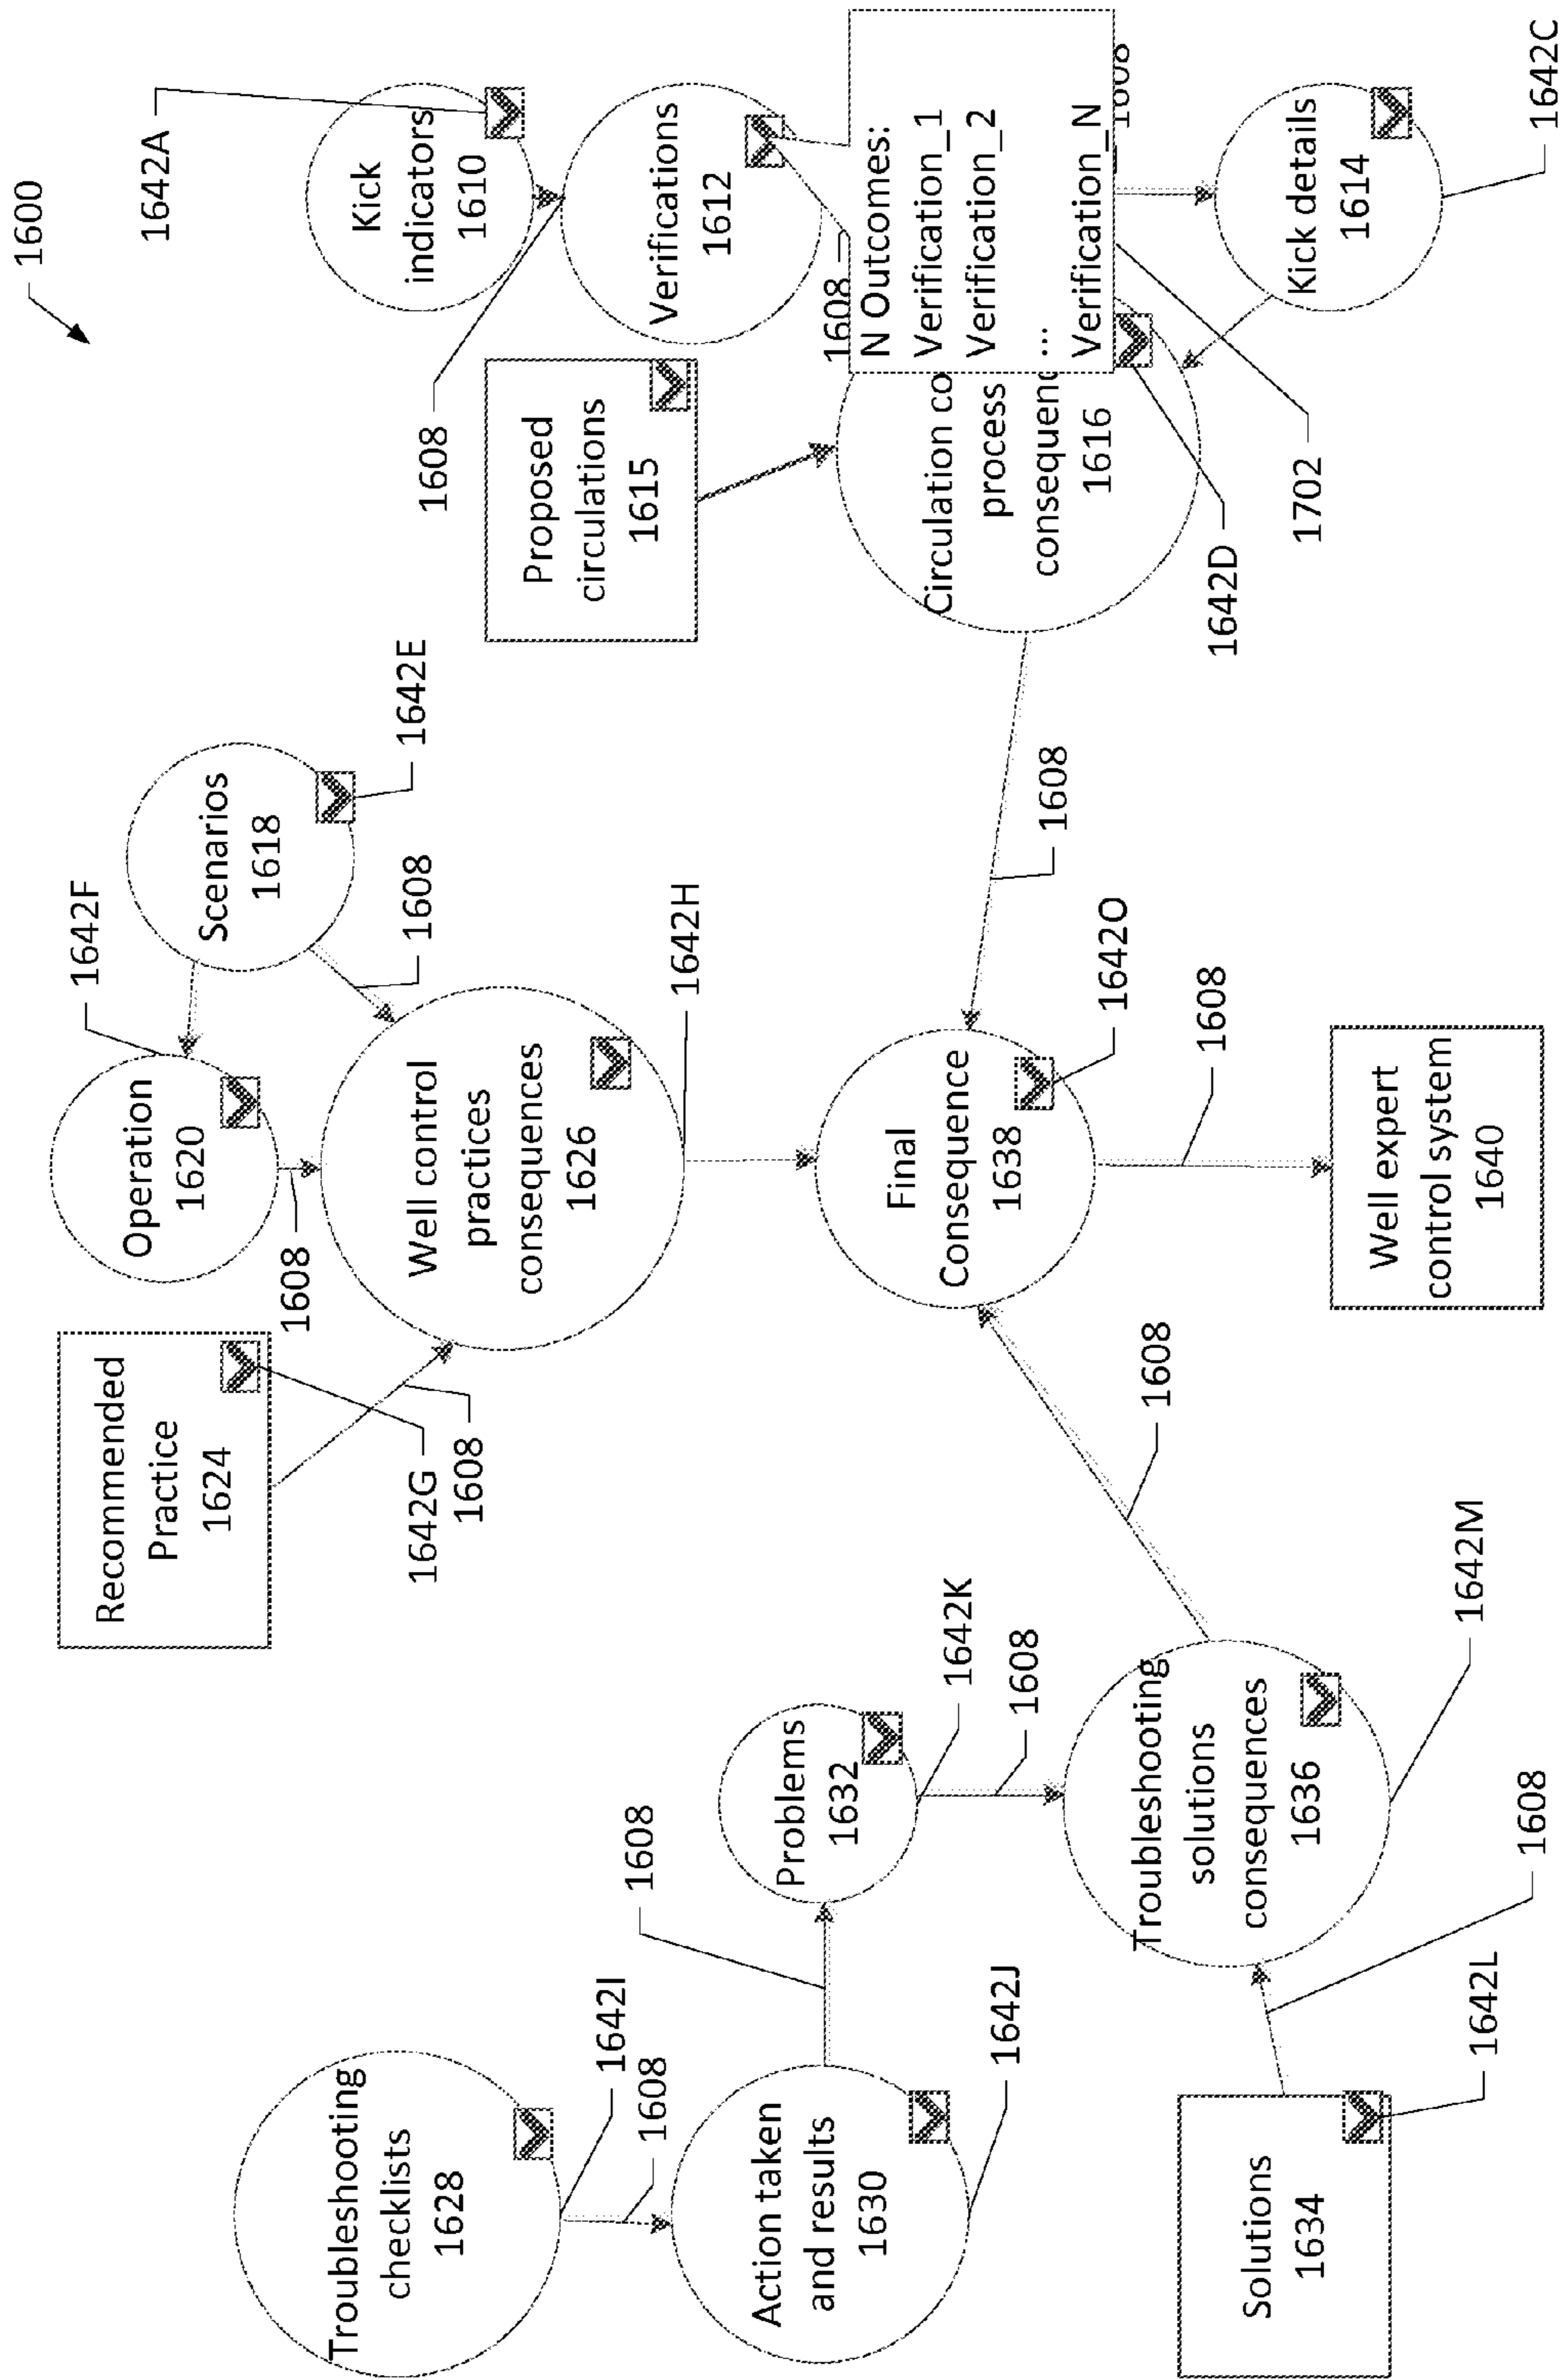 1600
Recommended
Practice
1624
Operation
1620
1642F
Scenarios
1618
1642E
1608
1608
1642G
1608
Well control
practices
consequences
1626
1642H
Kick
indicators
1610
1642A
1608
Verifications
1612
Proposed
circulations
1615
1608
N Outcomes:
Verification_1
Verification_2
...
Verification_N
1608
Circulation co
process
consequenc
1616
1642D
1702
Kick details
1614
1642C
Troubleshooting
checklists
1628
1642I
1608
Action taken
and results
1630
1642J
1608
Problems
1632
1642K
1608
Troubleshooting
solutions
consequences
1636
1642M
Solutions
1634
1642L
1608
1608
Final
Consequence
1638
1642O
1608
1608
Well expert
control system
1640